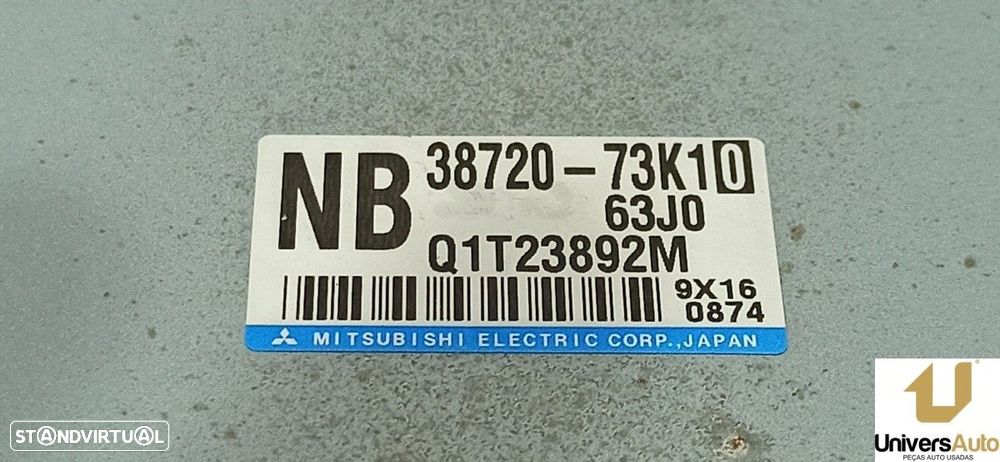 NB 38720-73K10
63J0
Q1T23892M
9X16
0874
MITSUBISHI ELECTRIC CORP.,JAPAN
STANDVIRTUAL
UniversAuto
PEÇAS AUTO USADAS